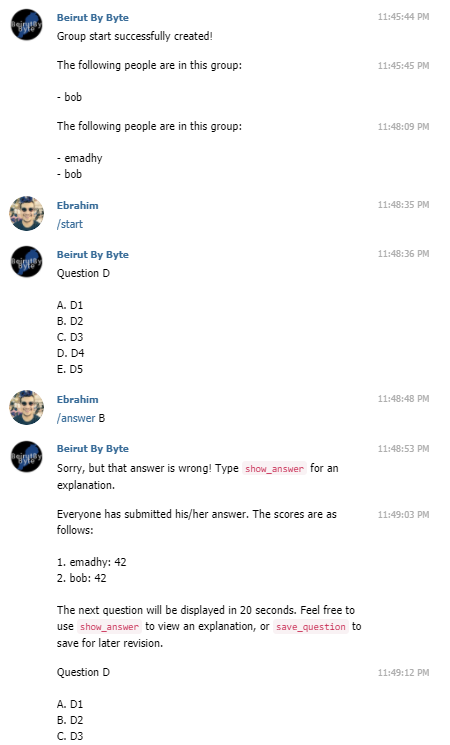 Beirut By Byte 11:45:44 PM
Group start successfully created!
The following people are in this group: 11:45:45 PM
- bob
The following people are in this group: 11:48:09 PM
- emadhy
- bob
Ebrahim 11:48:35 PM
/start
Beirut By Byte 11:48:36 PM
Question D
A. D1
B. D2
C. D3
D. D4
E. D5
Ebrahim 11:48:48 PM
/answer B
Beirut By Byte 11:48:53 PM
Sorry, but that answer is wrong! Type show_answer for an
explanation.
Everyone has submitted his/her answer. The scores are as 11:49:03 PM
follows:
1. emadhy: 42
2. bob: 42
The next question will be displayed in 20 seconds. Feel free to
use show_answer to view an explanation, or save_question to
save for later revision.
Question D 11:49:12 PM
A. D1
B. D2
C. D3